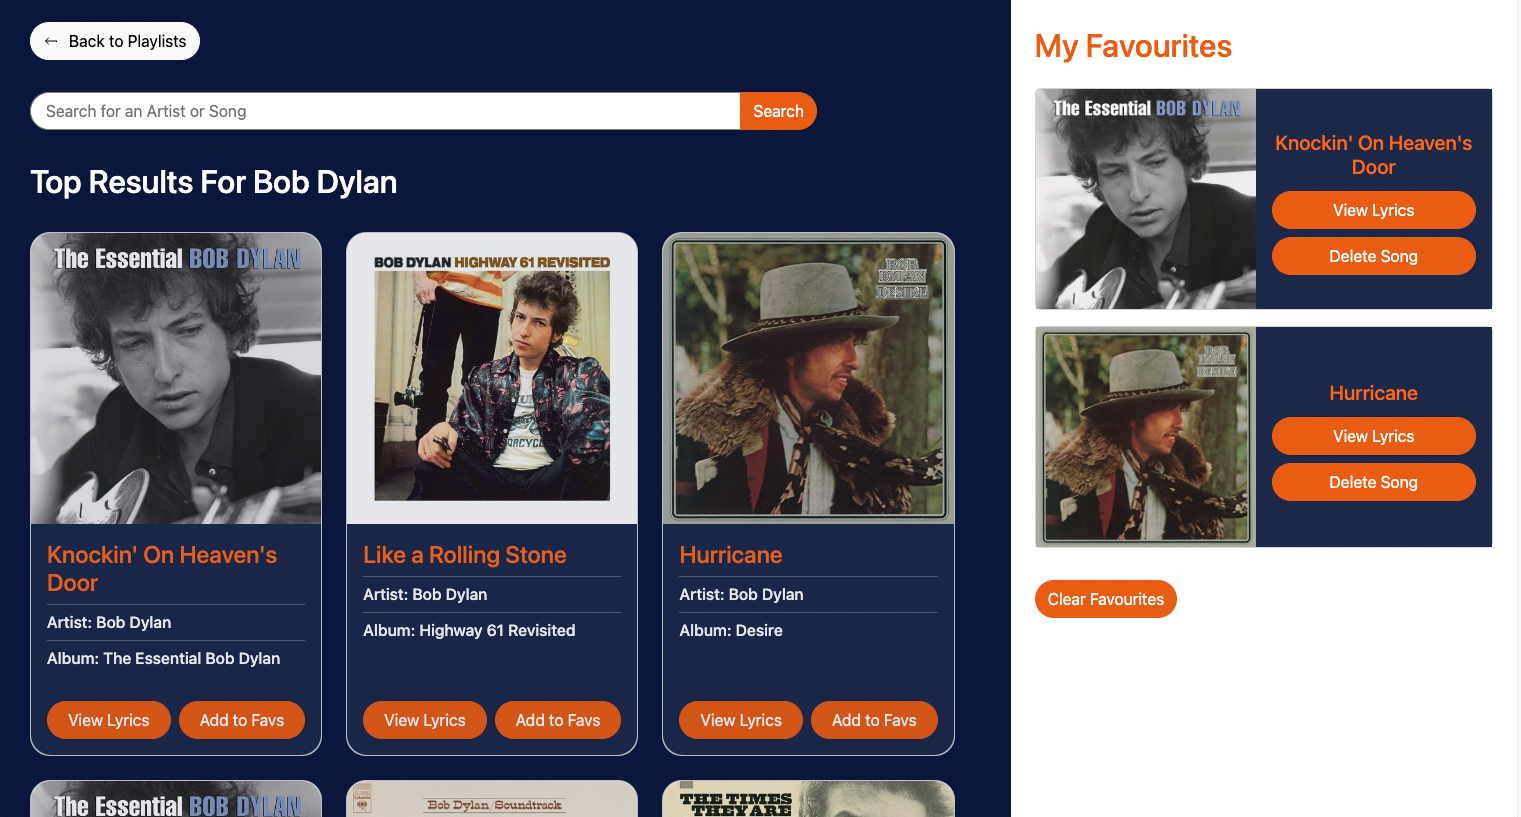 ← Back to Playlists
Search for an Artist or Song
Search
Top Results For Bob Dylan
The Essential BOB DYLAN
Knockin' On Heaven's
Door
Artist: Bob Dylan
Album: The Essential Bob Dylan
View Lyrics
Add to Favs
BOB DYLAN HIGHWAY 61 REVISITED
Like a Rolling Stone
Artist: Bob Dylan
Album: Highway 61 Revisited
View Lyrics
Add to Favs
BOB
DYLAN
DESIRE
Hurricane
Artist: Bob Dylan
Album: Desire
View Lyrics
Add to Favs
The Essential BOB DYLAN
Bob Dylan/Soundtrack
THE TIMES
THEY ARE
My Favourites
The Essential BOB DYLAN
Knockin' On Heaven's
Door
View Lyrics
Delete Song
BOB
DYLAN
DESIRE
Hurricane
View Lyrics
Delete Song
Clear Favourites